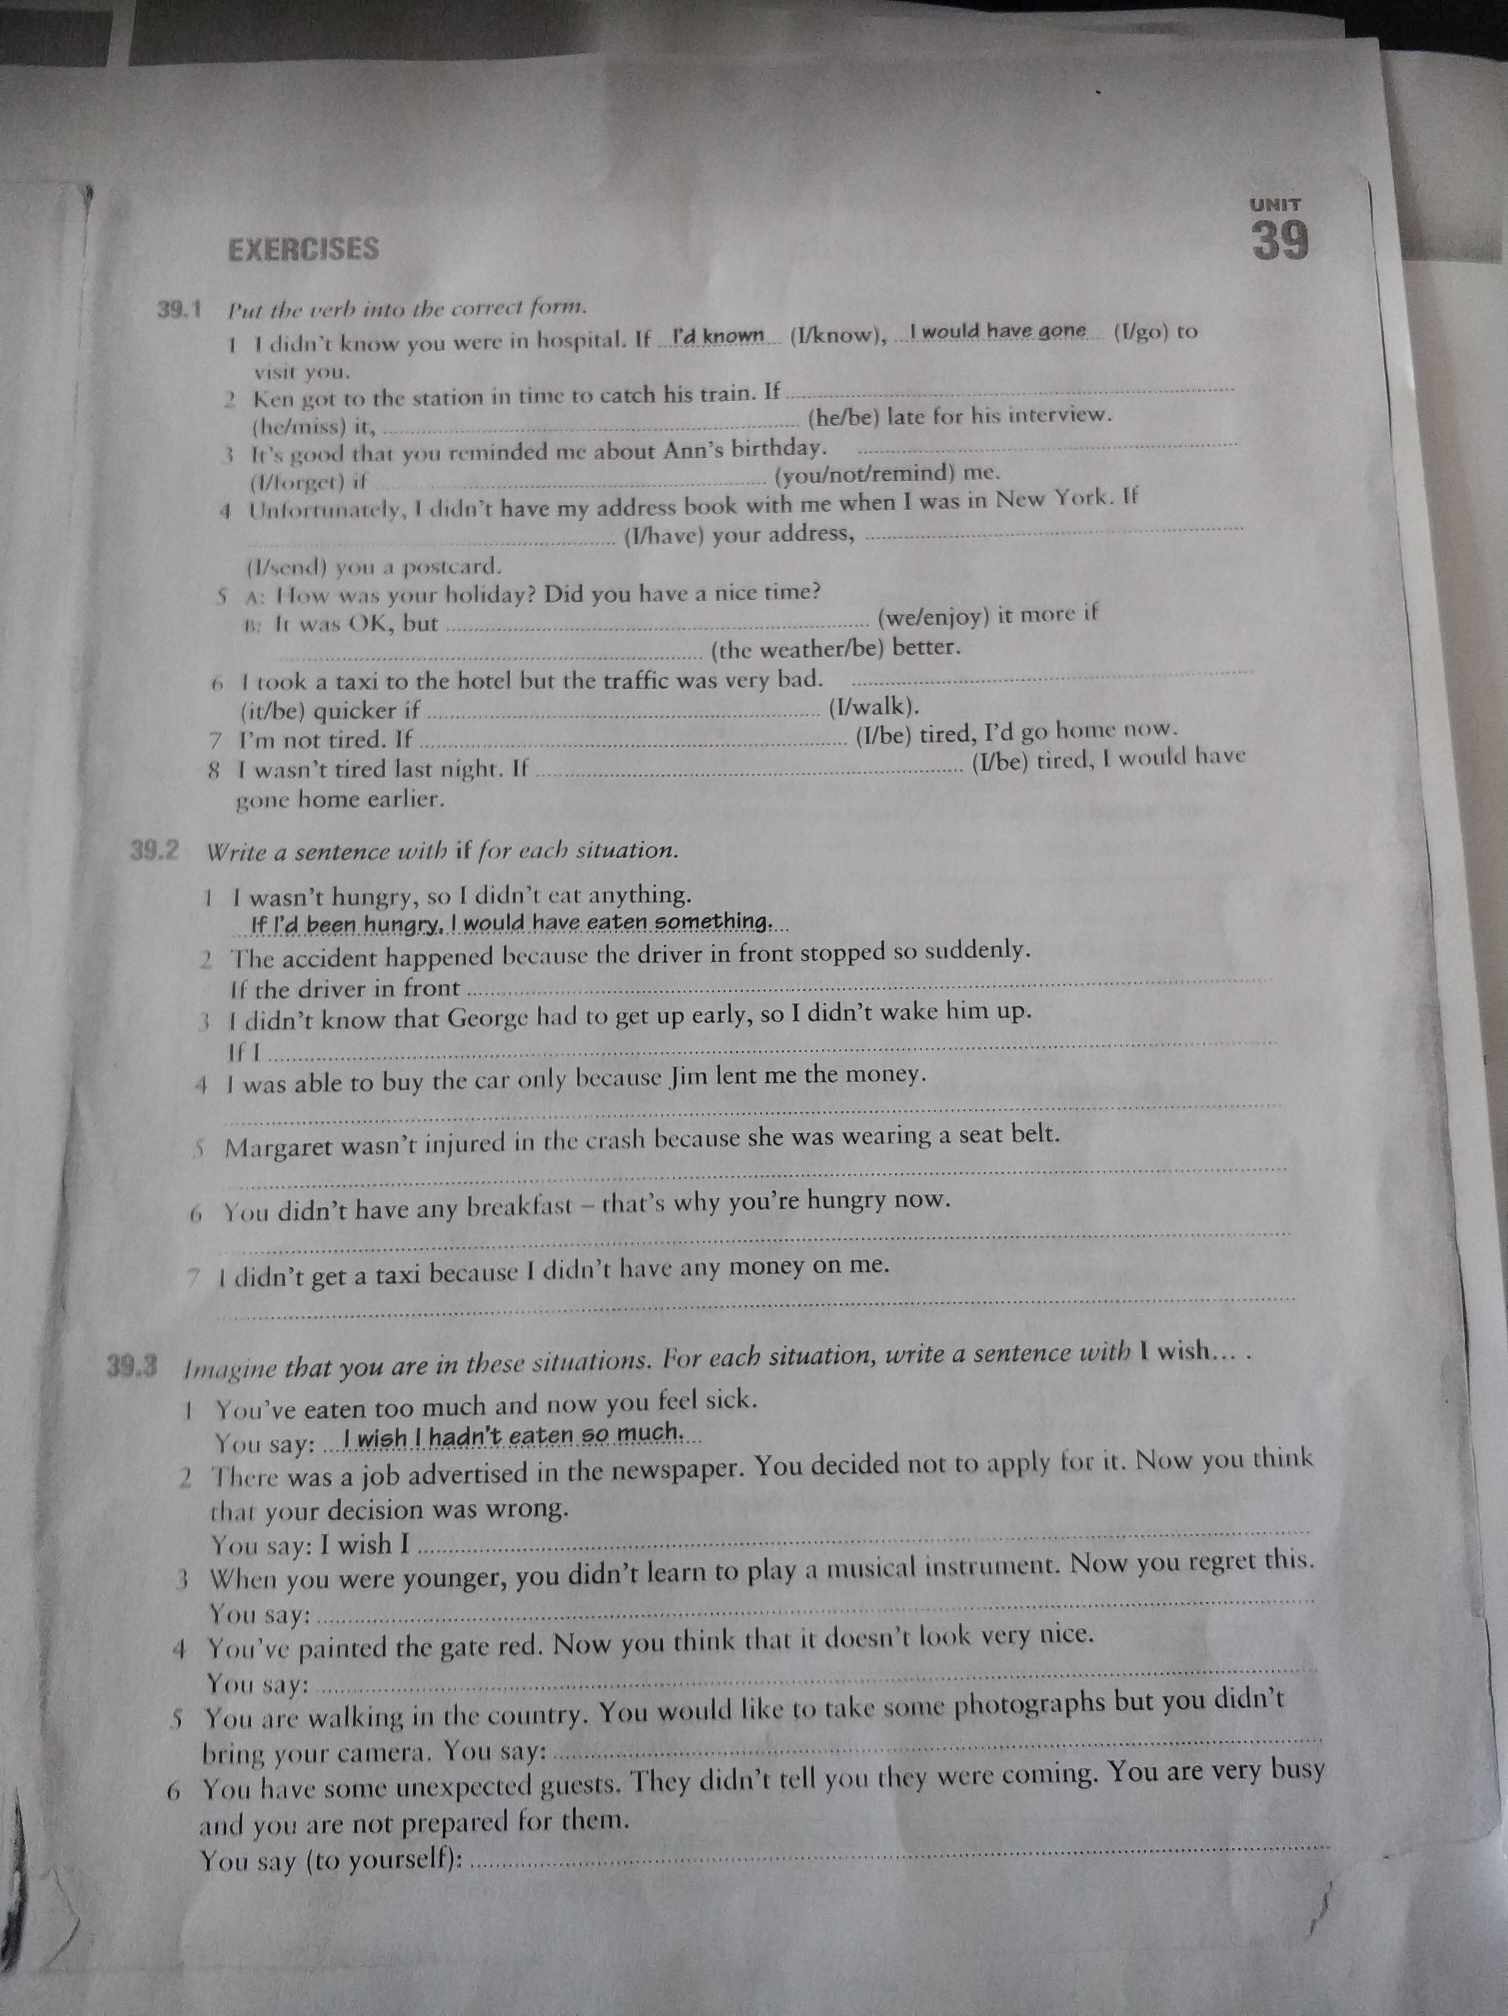 UNIT
39
EXERCISES
39.1 Put the verb into the correct form.
1 I didn't know you were in hospital. If ...I'd known... (I/know), ...I would have gone... (I/go) to
visit you.
2 Ken got to the station in time to catch his train. If
(he/miss) it, (he/be) late for his interview.
3 It's good that you reminded me about Ann's birthday.
(I/forget) if (you/not/remind) me.
4 Unfortunately, I didn't have my address book with me when I was in New York. If
(I/have) your address,
(I/send) you a postcard.
5 A: How was your holiday? Did you have a nice time?
B: It was OK, but (we/enjoy) it more if
(the weather/be) better.
6 I took a taxi to the hotel but the traffic was very bad.
(it/be) quicker if (I/walk).
7 I'm not tired. If (I/be) tired, I'd go home now.
8 I wasn't tired last night. If (I/be) tired, I would have
gone home earlier.
39.2 Write a sentence with if for each situation.
1 I wasn't hungry, so I didn't eat anything.
If I'd been hungry, I would have eaten something.
2 The accident happened because the driver in front stopped so suddenly.
If the driver in front
3 I didn't know that George had to get up early, so I didn't wake him up.
If I
4 I was able to buy the car only because Jim lent me the money.
5 Margaret wasn't injured in the crash because she was wearing a seat belt.
6 You didn't have any breakfast – that's why you're hungry now.
7 I didn't get a taxi because I didn't have any money on me.
39.3 Imagine that you are in these situations. For each situation, write a sentence with I wish... .
1 You've eaten too much and now you feel sick.
You say: ...I wish I hadn't eaten so much....
2 There was a job advertised in the newspaper. You decided not to apply for it. Now you think
that your decision was wrong.
You say: I wish I
3 When you were younger, you didn't learn to play a musical instrument. Now you regret this.
You say:
4 You've painted the gate red. Now you think that it doesn't look very nice.
You say:
5 You are walking in the country. You would like to take some photographs but you didn't
bring your camera. You say:
6 You have some unexpected guests. They didn't tell you they were coming. You are very busy
and you are not prepared for them.
You say (to yourself):